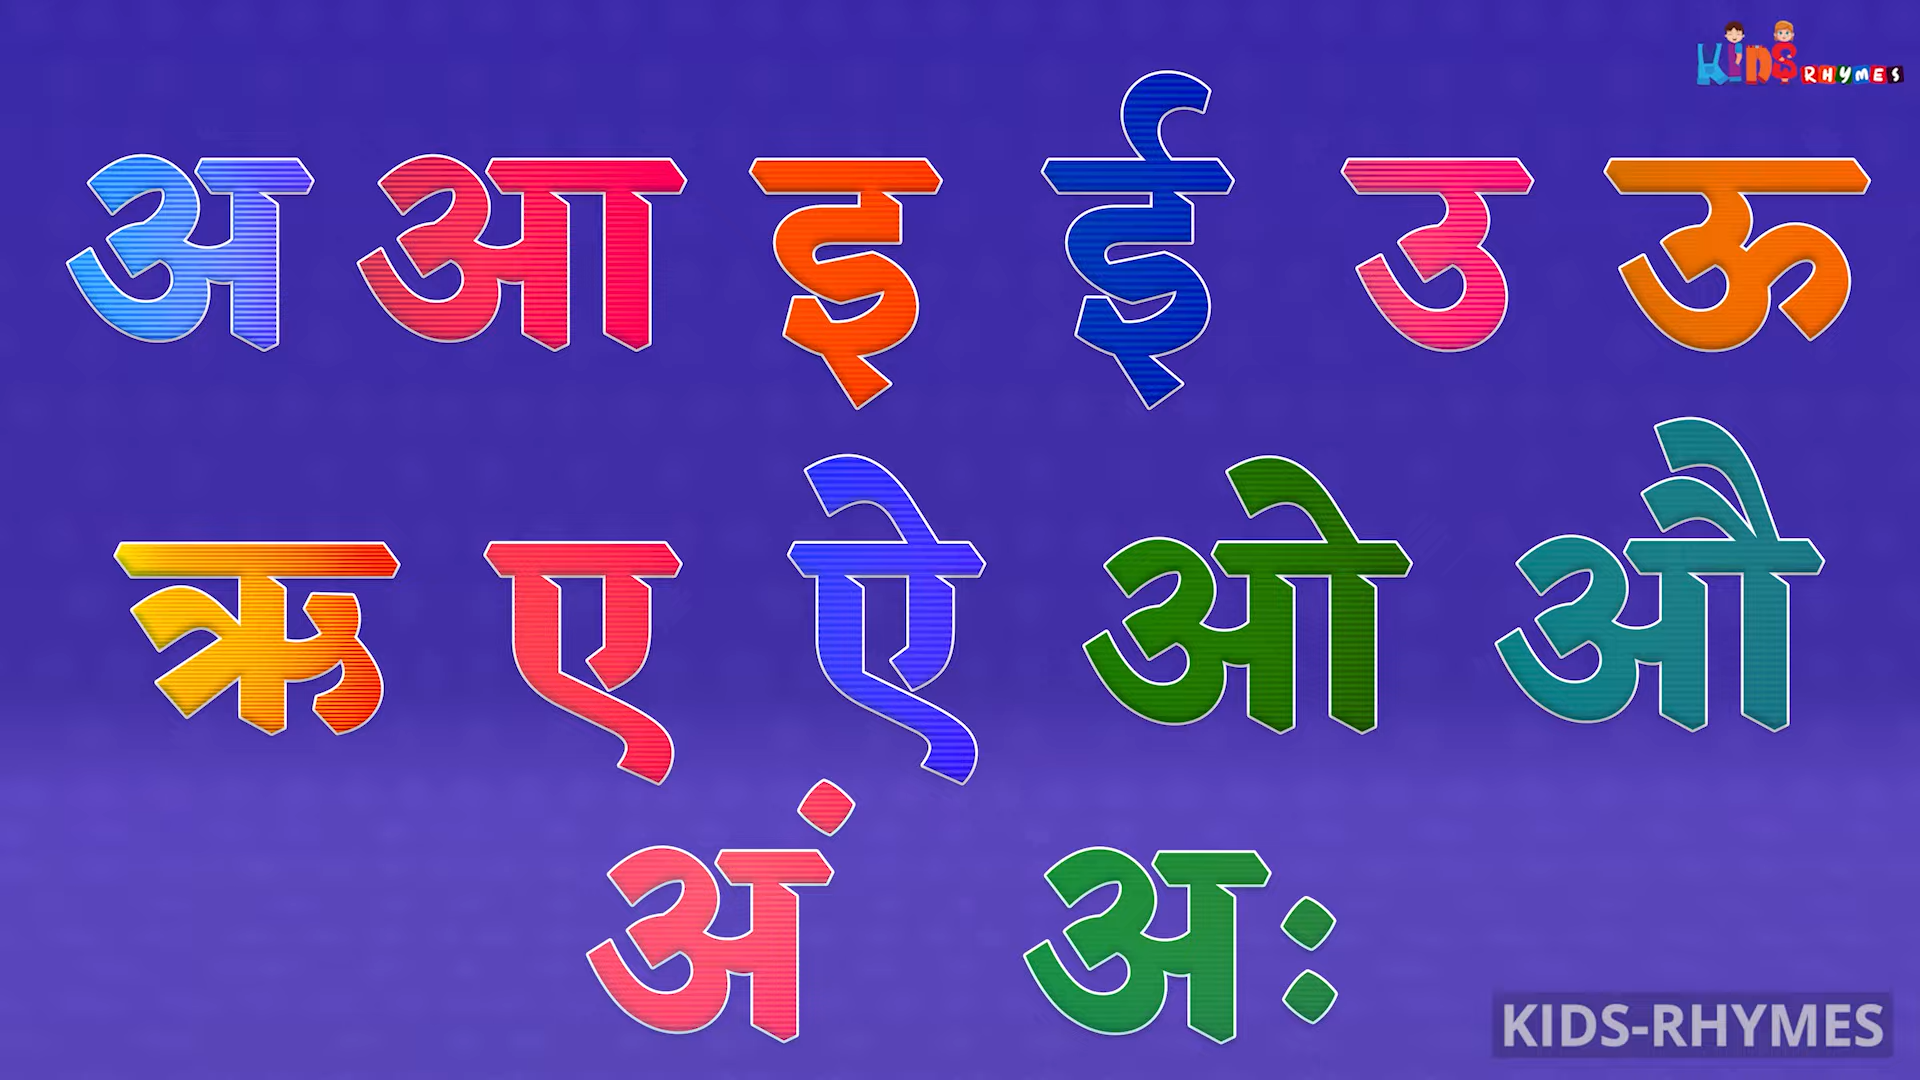 KIDS RHYMES
अ आ इ ई उ ऊ
ऋ ए ऐ ओ औ
अं अः
KIDS-RHYMES